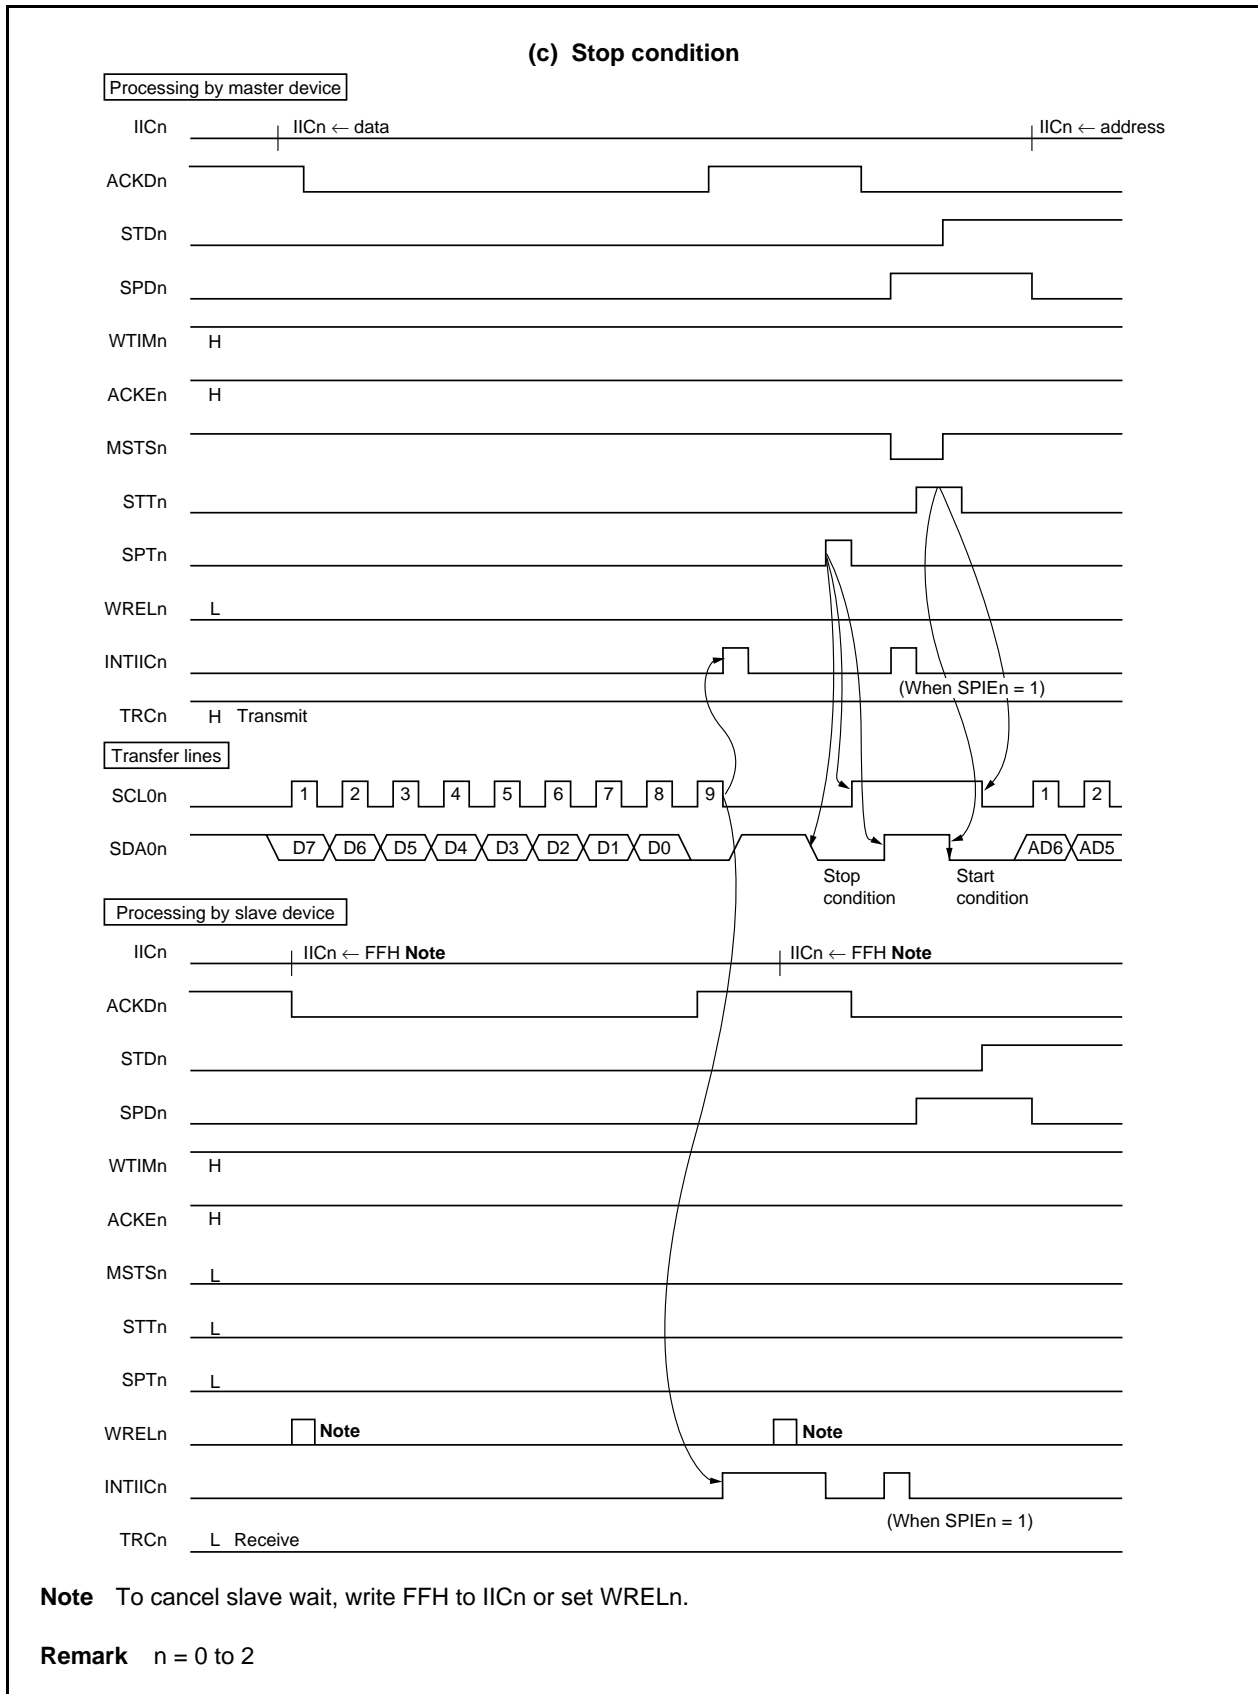 (c) Stop condition
Processing by master device
IICn IICn ← data IICn ← address
ACKDn
STDn
SPDn
WTIMn H
ACKEn H
MSTSn
STTn
SPTn
WRELn L
INTIICn
(When SPIEn = 1)
TRCn H Transmit
Transfer lines
SCL0n 1 2 3 4 5 6 7 8 9 1 2
SDA0n D7 D6 D5 D4 D3 D2 D1 D0 AD6 AD5
Stop condition
Start condition
Processing by slave device
IICn IICn ← FFH Note IICn ← FFH Note
ACKDn
STDn
SPDn
WTIMn H
ACKEn H
MSTSn L
STTn L
SPTn L
WRELn Note Note
INTIICn
(When SPIEn = 1)
TRCn L Receive
Note To cancel slave wait, write FFH to IICn or set WRELn.
Remark n = 0 to 2